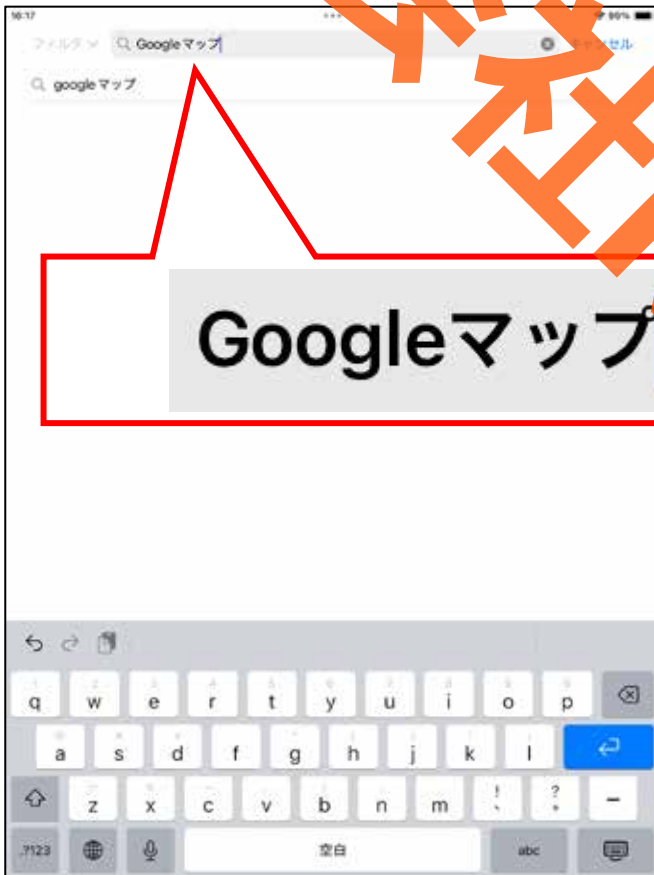 16:17
99%
フィルタ
Googleマップ
キャンセル
googleマップ
Googleマップ
q w e r t y u i o p
a s d f g h j k l
z x c v b n m ! 、 ? 。 ー
.?123 空白 abc